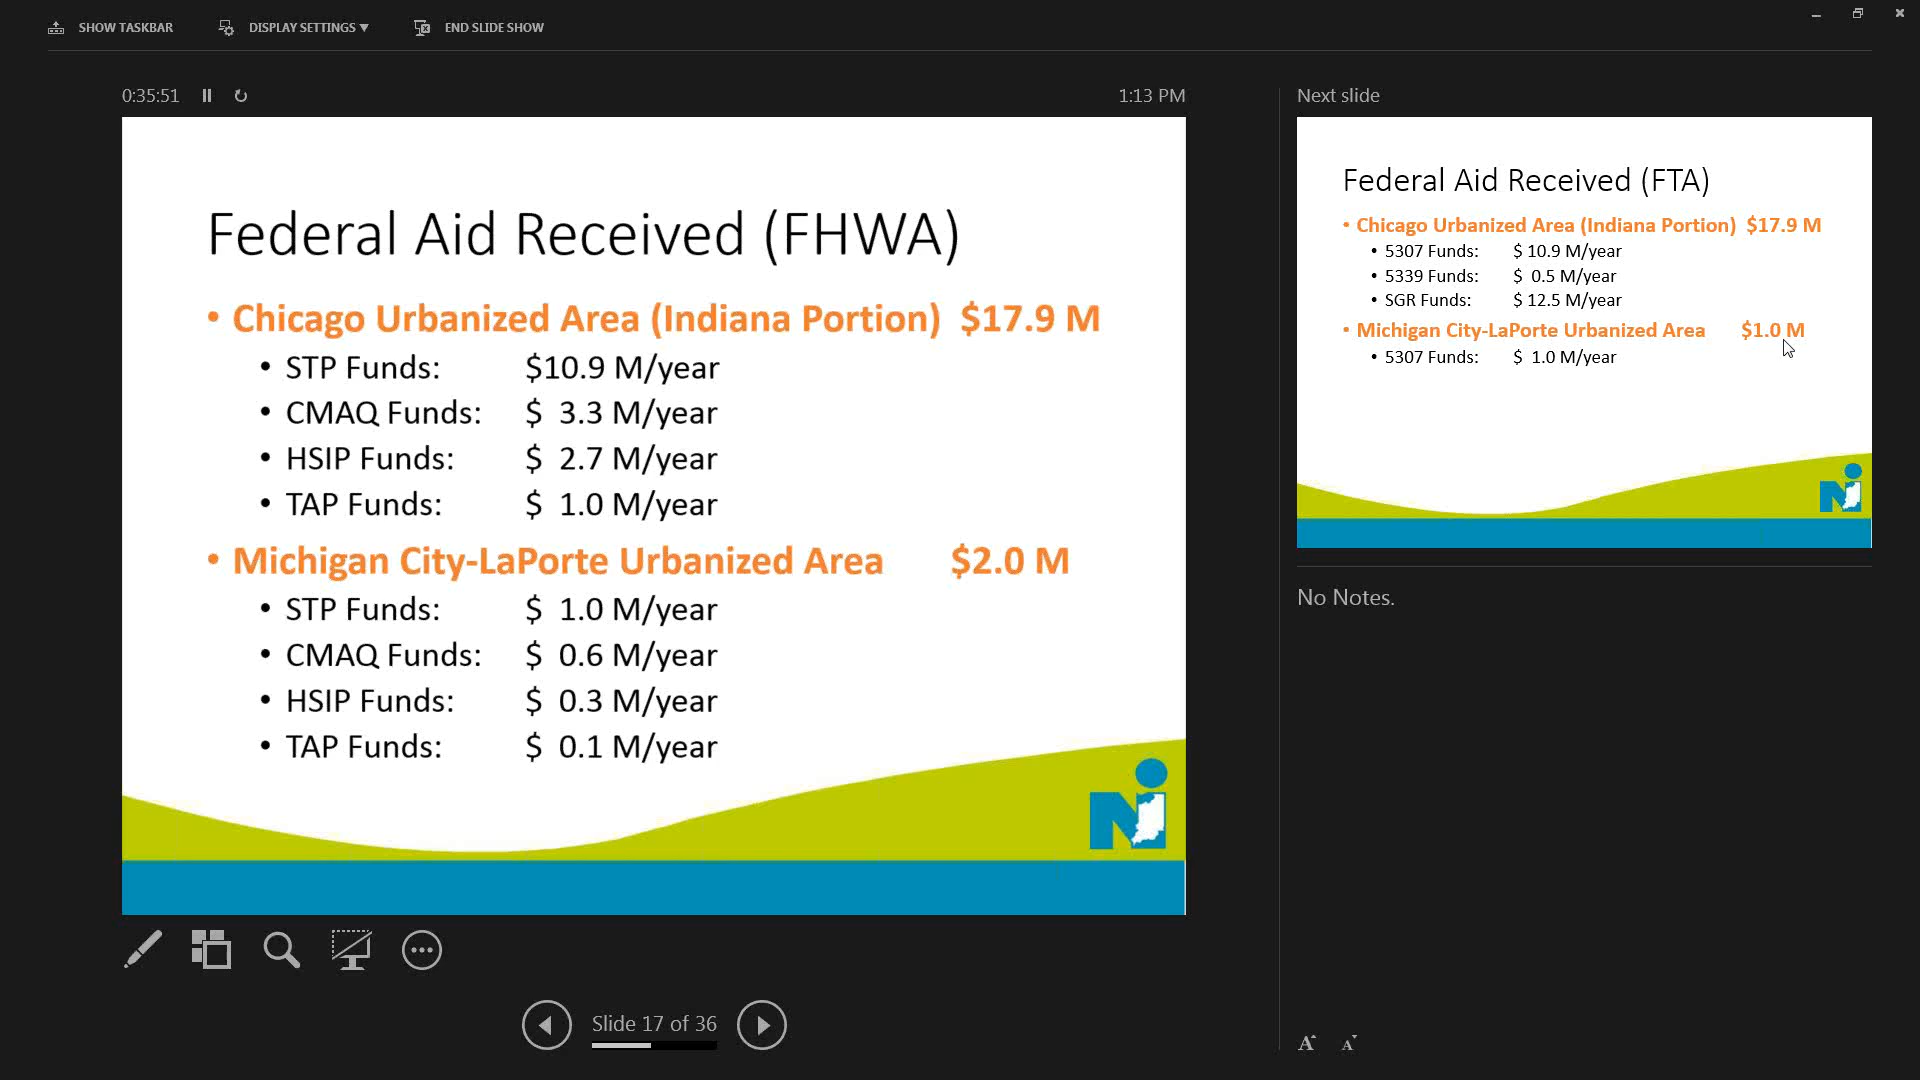 SHOW TASKBAR DISPLAY SETTINGS ▼ END SLIDE SHOW
0:35:51 1:13 PM
Federal Aid Received (FHWA)
• Chicago Urbanized Area (Indiana Portion) $17.9 M
• STP Funds: $10.9 M/year
• CMAQ Funds: $ 3.3 M/year
• HSIP Funds: $ 2.7 M/year
• TAP Funds: $ 1.0 M/year
• Michigan City-LaPorte Urbanized Area $2.0 M
• STP Funds: $ 1.0 M/year
• CMAQ Funds: $ 0.6 M/year
• HSIP Funds: $ 0.3 M/year
• TAP Funds: $ 0.1 M/year
Ni
Slide 17 of 36
Next slide
Federal Aid Received (FTA)
• Chicago Urbanized Area (Indiana Portion) $17.9 M
• 5307 Funds: $ 10.9 M/year
• 5339 Funds: $ 0.5 M/year
• SGR Funds: $ 12.5 M/year
• Michigan City-LaPorte Urbanized Area $1.0 M
• 5307 Funds: $ 1.0 M/year
Ni
No Notes.
A A